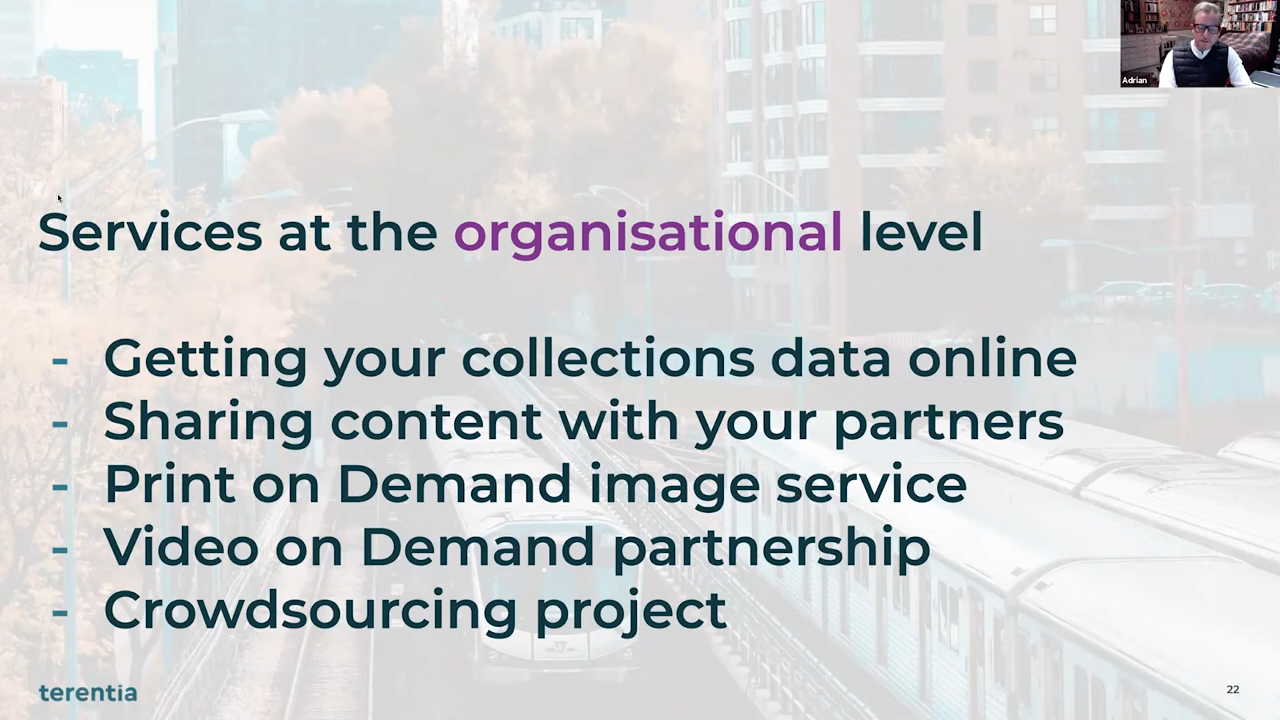 Adrian
Services at the organisational level
- Getting your collections data online
- Sharing content with your partners
- Print on Demand image service
- Video on Demand partnership
- Crowdsourcing project
terentia
22